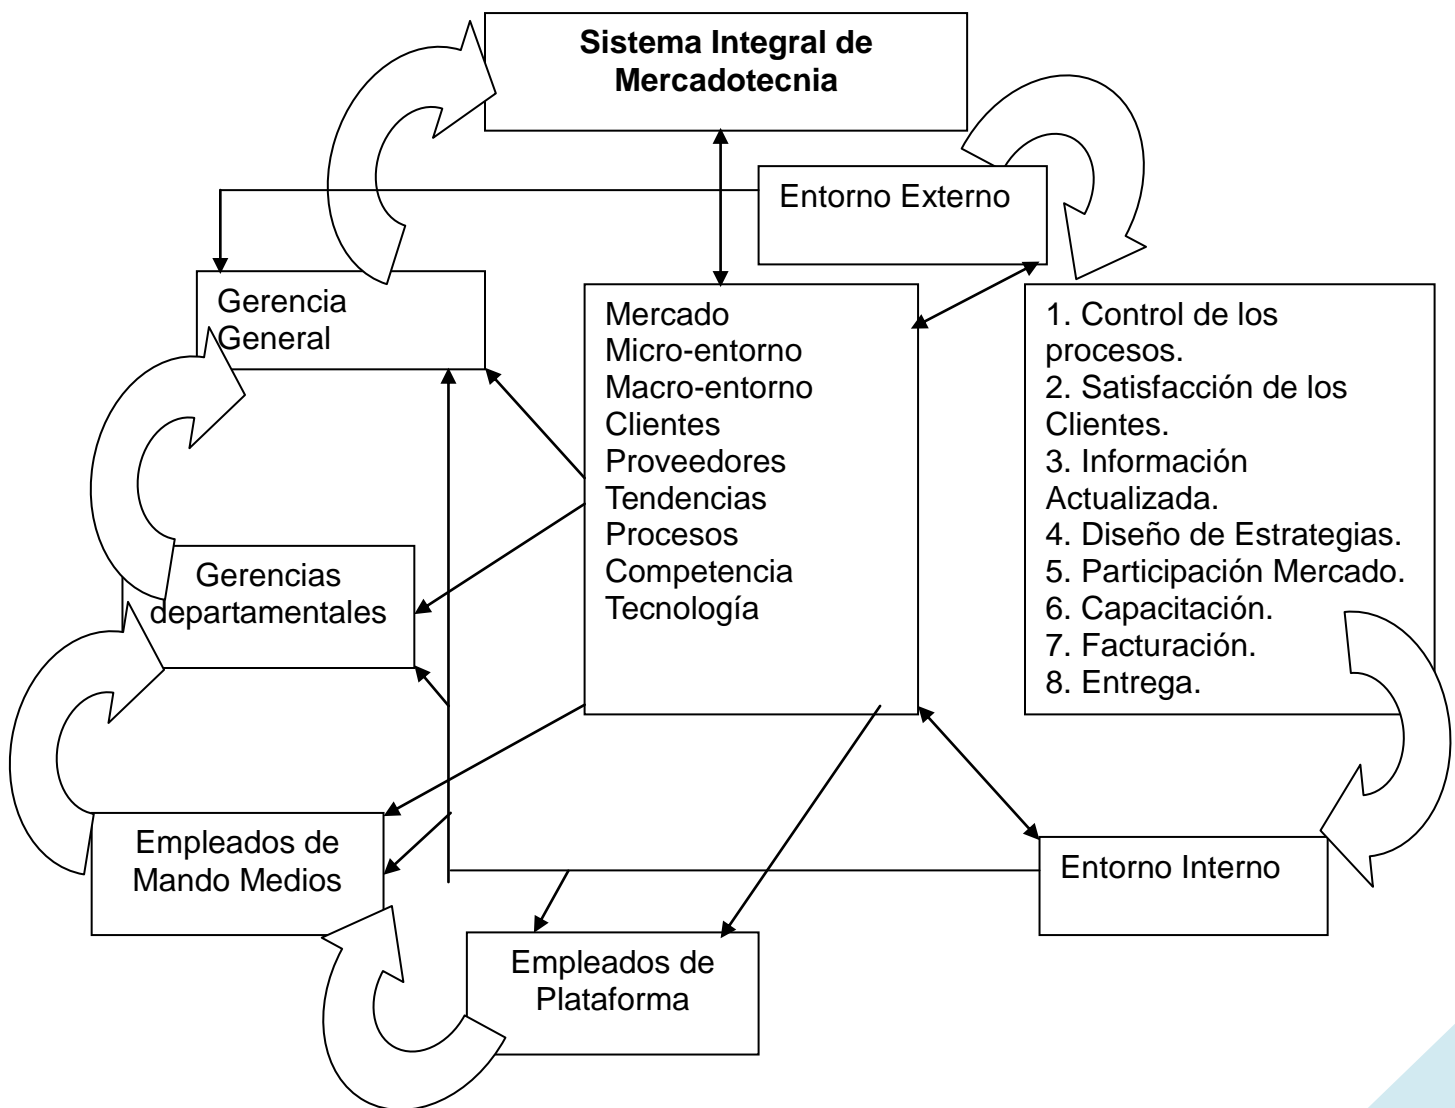 Sistema Integral de
Mercadotecnia
Entorno Externo
Gerencia
General
Mercado
Micro-entorno
Macro-entorno
Clientes
Proveedores
Tendencias
Procesos
Competencia
Tecnología
1. Control de los
procesos.
2. Satisfacción de los
Clientes.
3. Información
Actualizada.
4. Diseño de Estrategias.
5. Participación Mercado.
6. Capacitación.
7. Facturación.
8. Entrega.
Gerencias
departamentales
Empleados de
Mando Medios
Entorno Interno
Empleados de
Plataforma